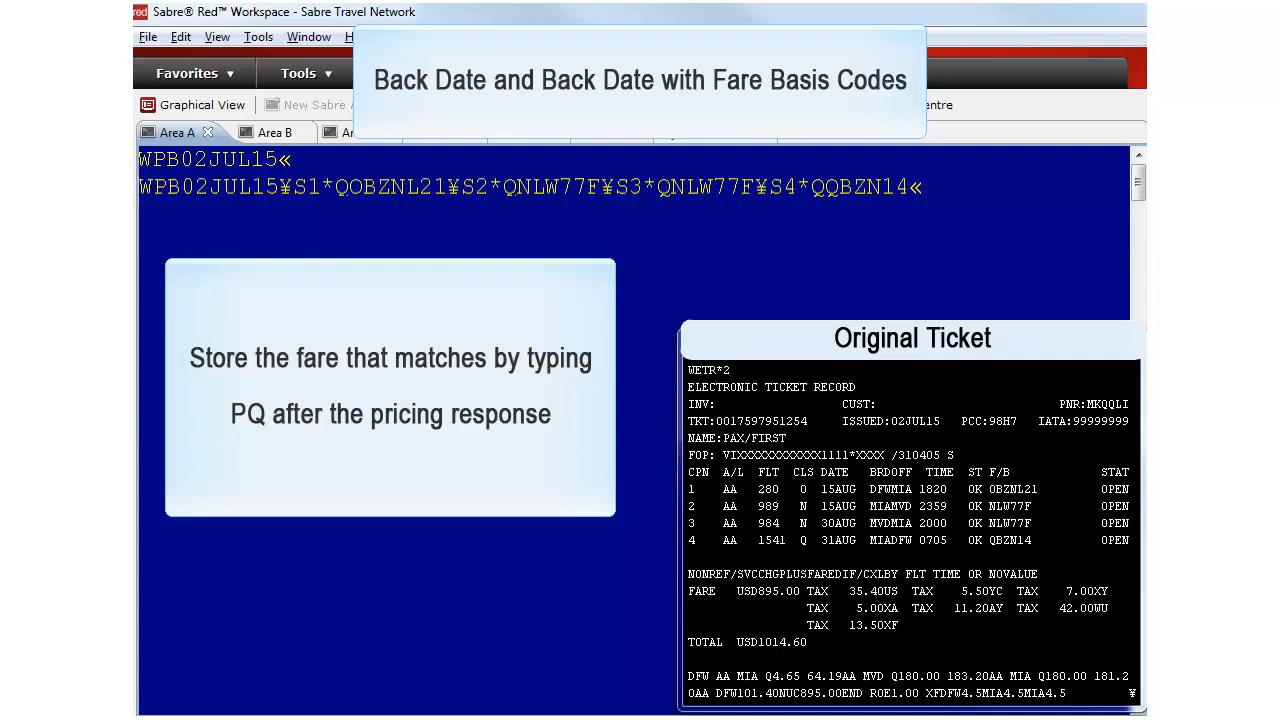 red Sabre® Red™ Workspace - Sabre Travel Network
File Edit View Tools Window H
Back Date and Back Date with Fare Basis Codes
Favorites ▼ Tools ▼
Graphical View New Sabre A entre
Area A Area B Ar
WPB02JUL15«
WPB02JUL15¥S1*QOBZNL21¥S2*QNLW77F¥S3*QNLW77F¥S4*QQBZN14«
Store the fare that matches by typing
PQ after the pricing response
Original Ticket
WETR*2
ELECTRONIC TICKET RECORD
INV: CUST: PNR:MKQQLI
TKT:0017597951254 ISSUED:02JUL15 PCC:98H7 IATA:99999999
NAME:PAX/FIRST
FOP: VIXXXXXXXXXXXX1111*XXXX /310405 S
CPN A/L FLT CLS DATE BRDOFF TIME ST F/B STAT
1 AA 280 O 15AUG DFWMIA 1820 OK OBZNL21 OPEN
2 AA 989 N 15AUG MIAMVD 2359 OK NLW77F OPEN
3 AA 984 N 30AUG MVDMIA 2000 OK NLW77F OPEN
4 AA 1541 Q 31AUG MIADFW 0705 OK QBZN14 OPEN
NONREF/SVCCHGPLUSFAREDIF/CXLBY FLT TIME OR NOVALUE
FARE USD895.00 TAX 35.40US TAX 5.50YC TAX 7.00XY
TAX 5.00XA TAX 11.20AY TAX 42.00WU
TAX 13.50XF
TOTAL USD1014.60
DFW AA MIA Q4.65 64.19AA MVD Q180.00 183.20AA MIA Q180.00 181.2
0AA DFW101.40NUC895.00END ROE1.00 XFDFW4.5MIA4.5MIA4.5 ¥